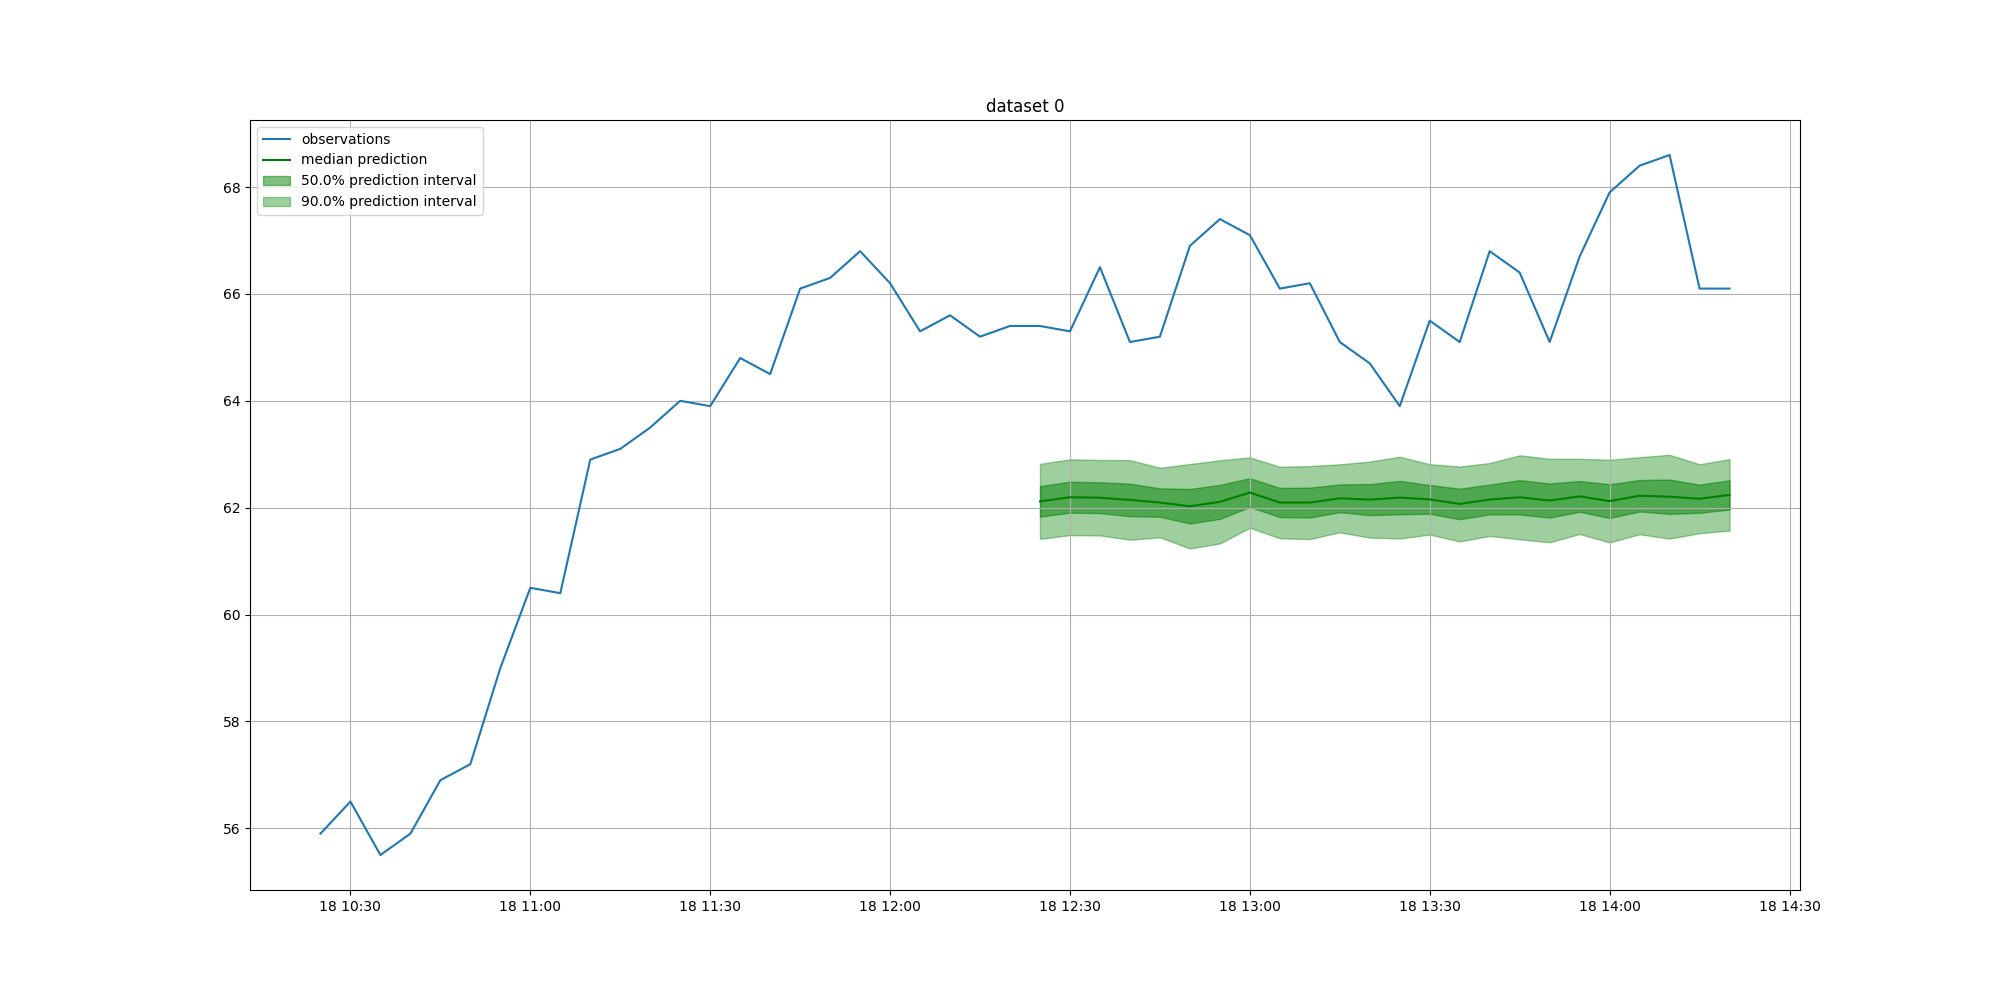 dataset 0
observations
median prediction
50.0% prediction interval
90.0% prediction interval
68
66
64
62
60
58
56
18 10:30 18 11:00 18 11:30 18 12:00 18 12:30 18 13:00 18 13:30 18 14:00 18 14:30